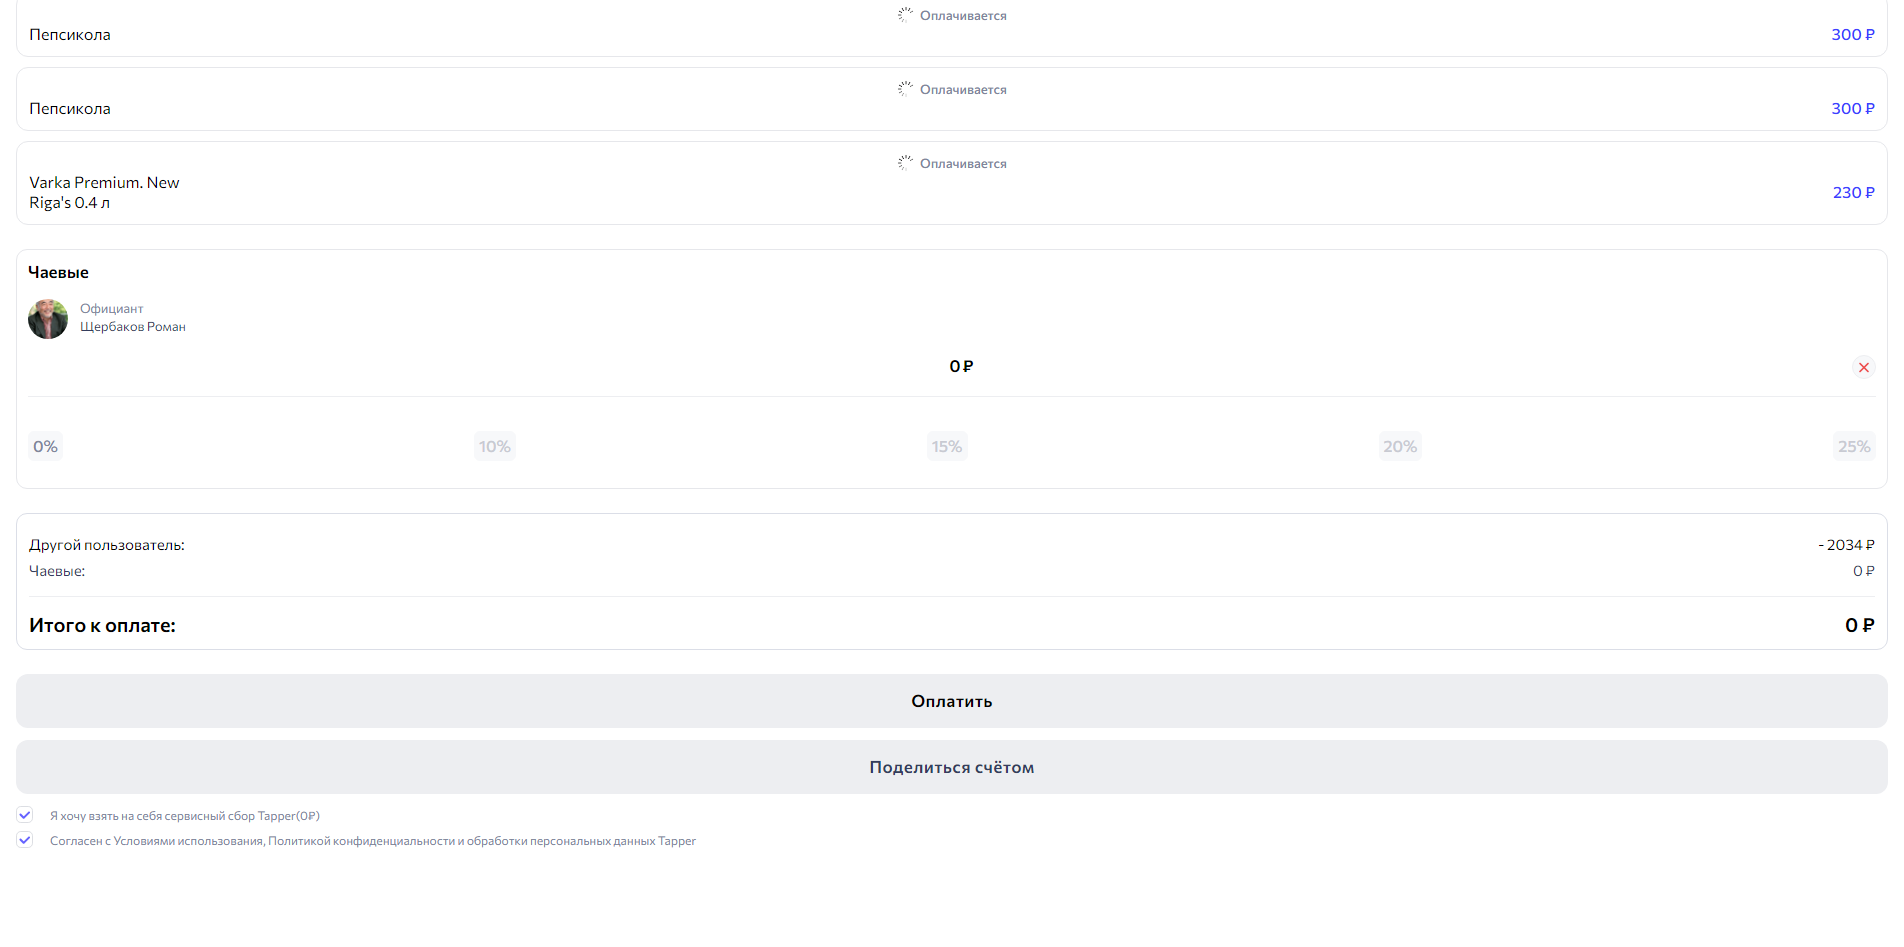 Оплачивается
Пепсикола
300 ₽
Оплачивается
Пепсикола
300 ₽
Оплачивается
Varka Premium. New
Riga's 0.4 л
230 ₽
Чаевые
Официант
Щербаков Роман
0 ₽
0%
10%
15%
20%
25%
Другой пользователь:
- 2034 ₽
Чаевые:
0 ₽
Итого к оплате:
0 ₽
Оплатить
Поделиться счётом
Я хочу взять на себя сервисный сбор Tapper(0₽)
Согласен с Условиями использования, Политикой конфиденциальности и обработки персональных данных Tapper